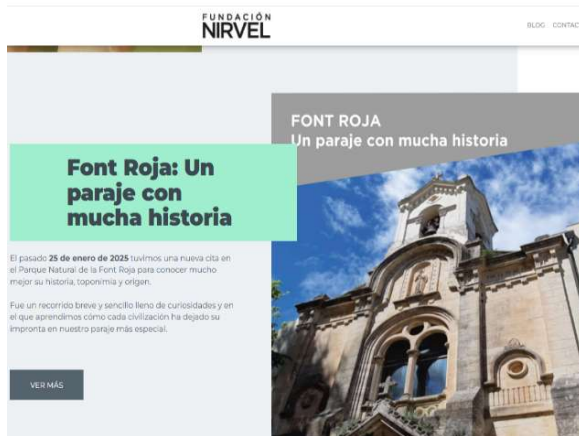 FUNDACIÓN
NIRVEL
BLOG CONTAC
FONT ROJA
Un paraje con mucha historia
Font Roja: Un
paraje con
mucha historia
El pasado 25 de enero de 2025 tuvimos una nueva cita en
el Parque Natural de la Font Roja para conocer mucho
mejor su historia, toponimia y origen.
Fue un recorrido breve y sencillo lleno de curiosidades y en
el que aprendimos cómo cada civilización ha dejado su
impronta en nuestro paraje más especial.
VER MÁS